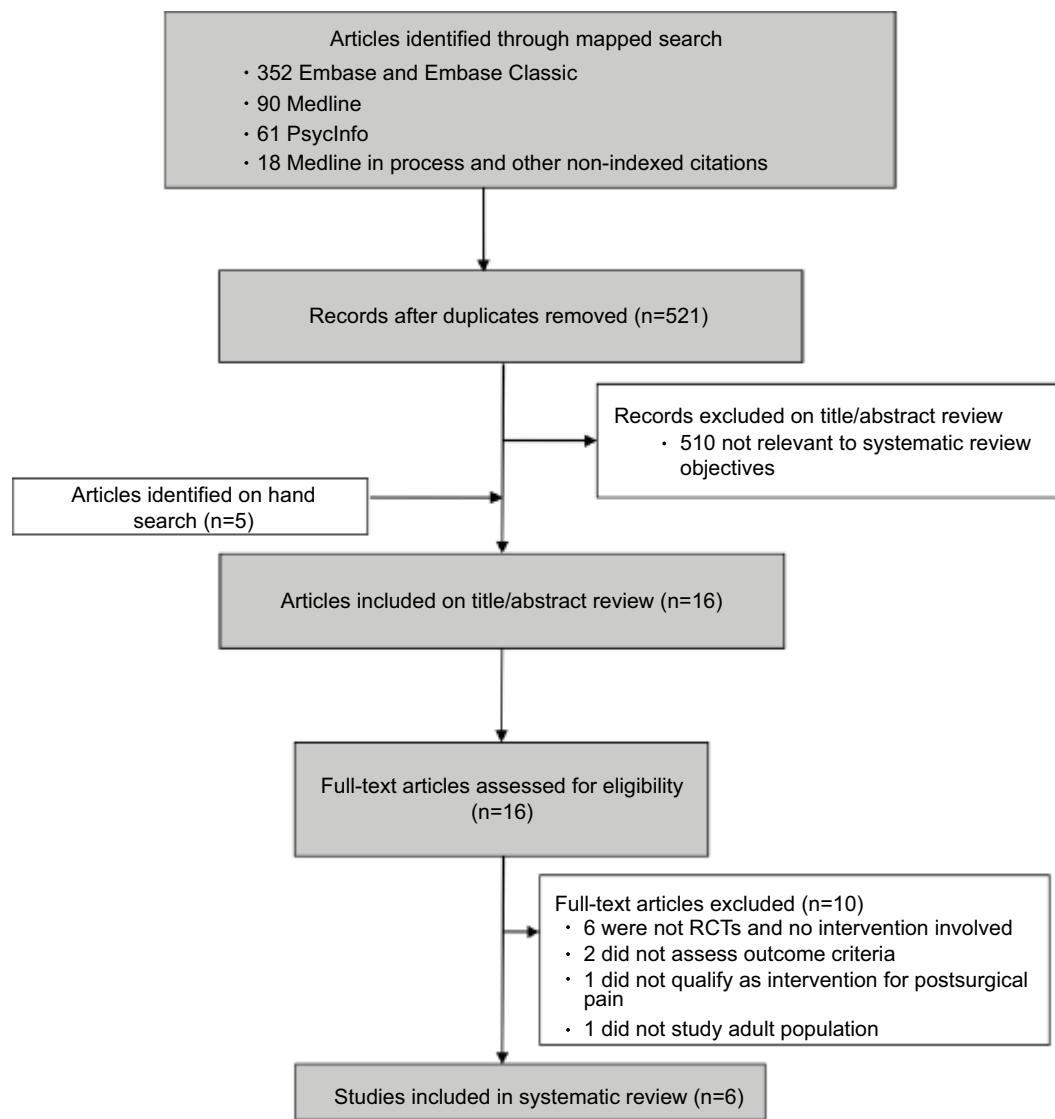 Articles identified through mapped search
· 352 Embase and Embase Classic
· 90 Medline
· 61 PsycInfo
· 18 Medline in process and other non-indexed citations
Records after duplicates removed (n=521)
Records excluded on title/abstract review
· 510 not relevant to systematic review
objectives
Articles identified on hand
search (n=5)
Articles included on title/abstract review (n=16)
Full-text articles assessed for eligibility
(n=16)
Full-text articles excluded (n=10)
· 6 were not RCTs and no intervention involved
· 2 did not assess outcome criteria
· 1 did not qualify as intervention for postsurgical
pain
· 1 did not study adult population
Studies included in systematic review (n=6)